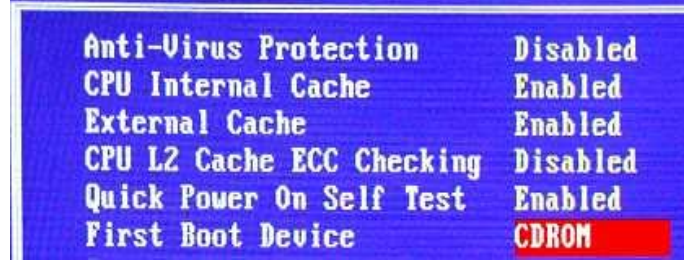 Anti-Virus Protection Disabled
CPU Internal Cache Enabled
External Cache Enabled
CPU L2 Cache ECC Checking Disabled
Quick Power On Self Test Enabled
First Boot Device CDROM